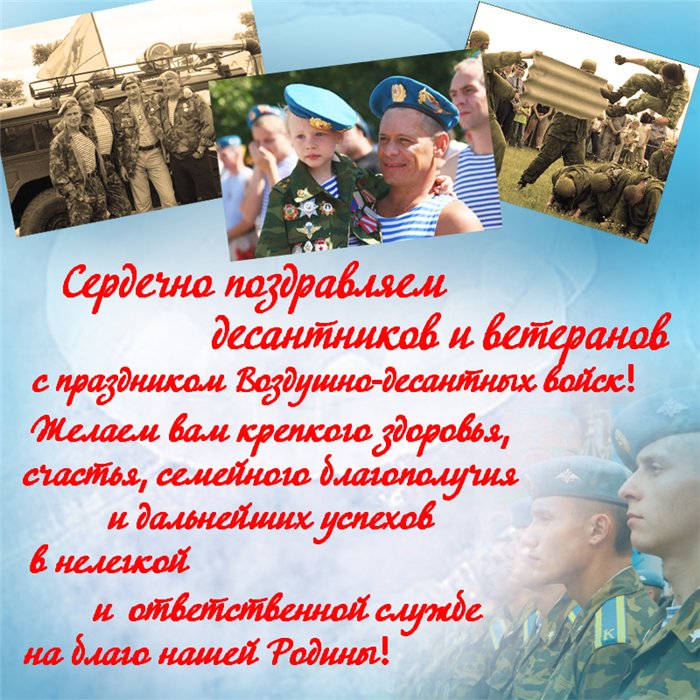 Сердечно поздравляем
десантников и ветеранов
с праздником Воздушно-десантных войск!
Желаем вам крепкого здоровья,
счастья, семейного благополучия
и дальнейших успехов
в нелегкой
и ответственной службе
на благо нашей Родины!
К